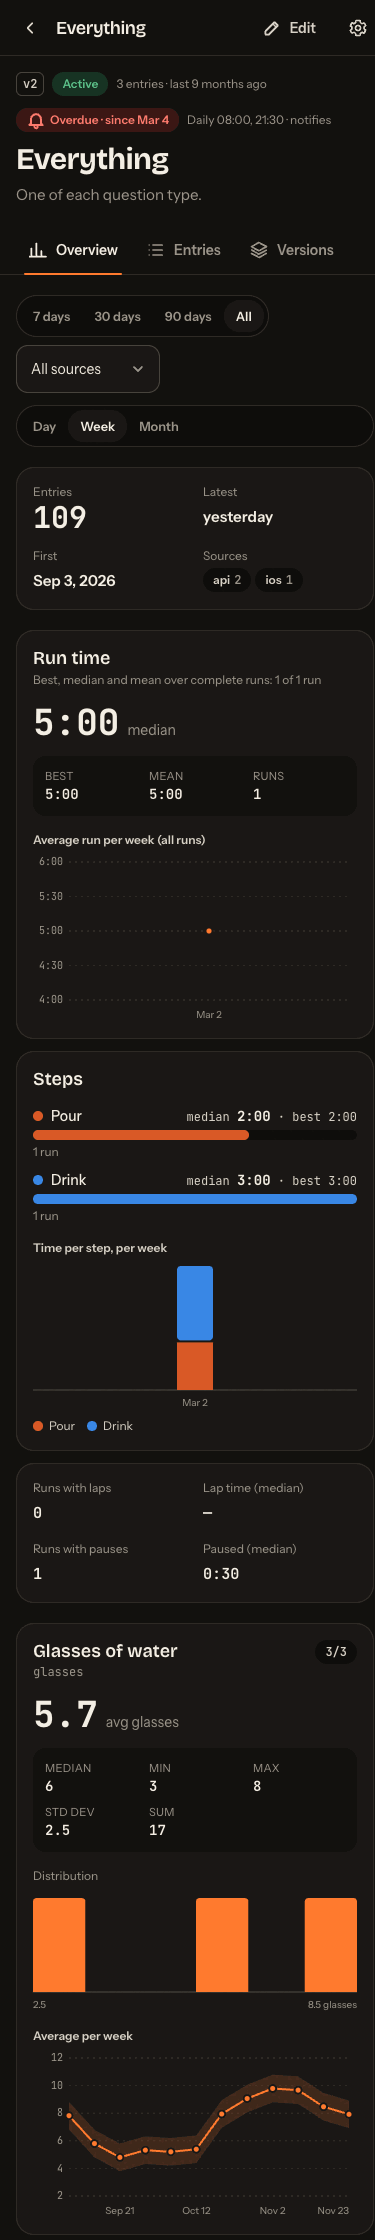 Everything
Edit
v2 Active 3 entries · last 9 months ago
Overdue · since Mar 4 Daily 08:00, 21:30 · notifies
Everything
One of each question type.
Overview Entries Versions
7 days 30 days 90 days All
All sources
Day Week Month
Entries Latest
109 yesterday
First Sources
Sep 3, 2026 api 2 ios 1
Run time
Best, median and mean over complete runs: 1 of 1 run
5:00 median
BEST MEAN RUNS
5:00 5:00 1
Average run per week (all runs)
6:00
5:30
5:00
4:30
4:00
Mar 2
Steps
Pour median 2:00 · best 2:00
1 run
Drink median 3:00 · best 3:00
1 run
Time per step, per week
Mar 2
Pour Drink
Runs with laps Lap time (median)
0 —
Runs with pauses Paused (median)
1 0:30
Glasses of water 3/3
glasses
5.7 avg glasses
MEDIAN MIN MAX
6 3 8
STD DEV SUM
2.5 17
Distribution
2.5 8.5 glasses
Average per week
12
10
8
6
4
2
Sep 21 Oct 12 Nov 2 Nov 23